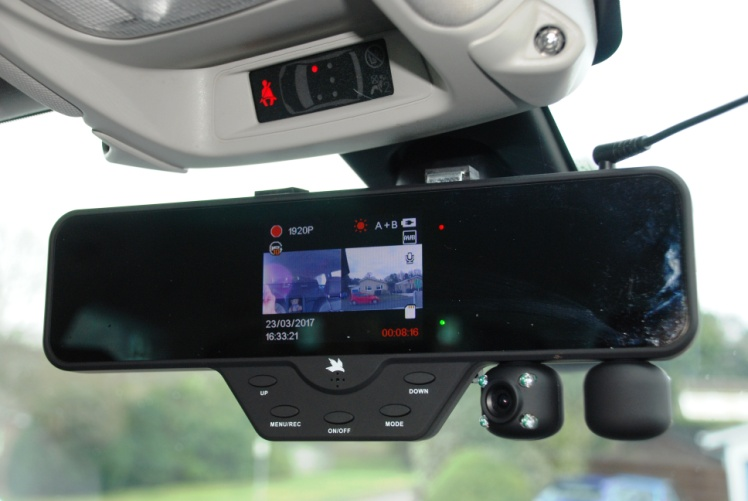 1920P
A+B
23/03/2017
16:33:21
00:08:16
UP
DOWN
MENU/REC
ON/OFF
MODE